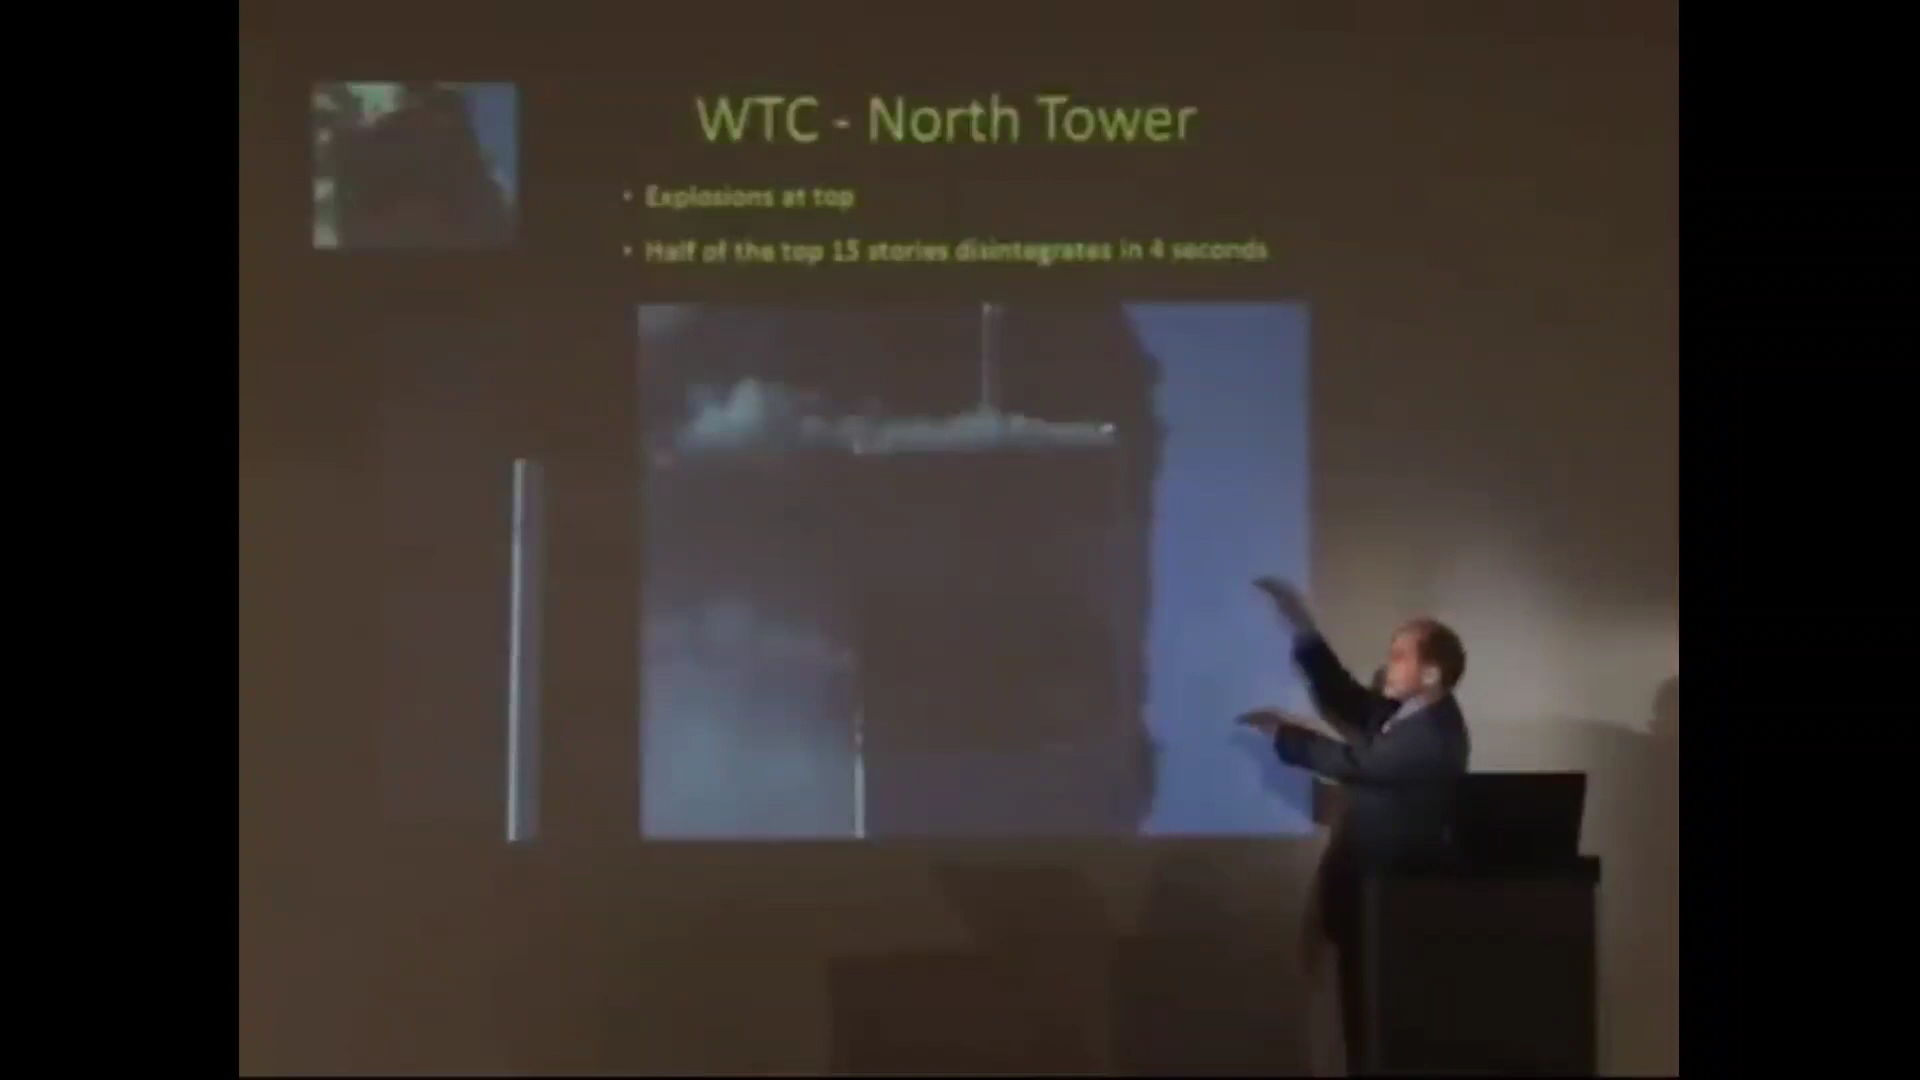 WTC - North Tower
• Explosions at top
• Half of the top 15 stories disintegrates in 4 seconds